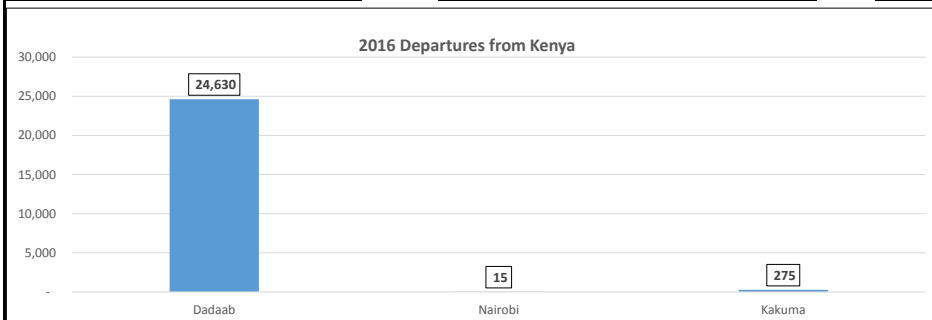 2016 Departures from Kenya
30,000
25,000
20,000
15,000
10,000
5,000
-
24,630
15
275
Dadaab
Nairobi
Kakuma